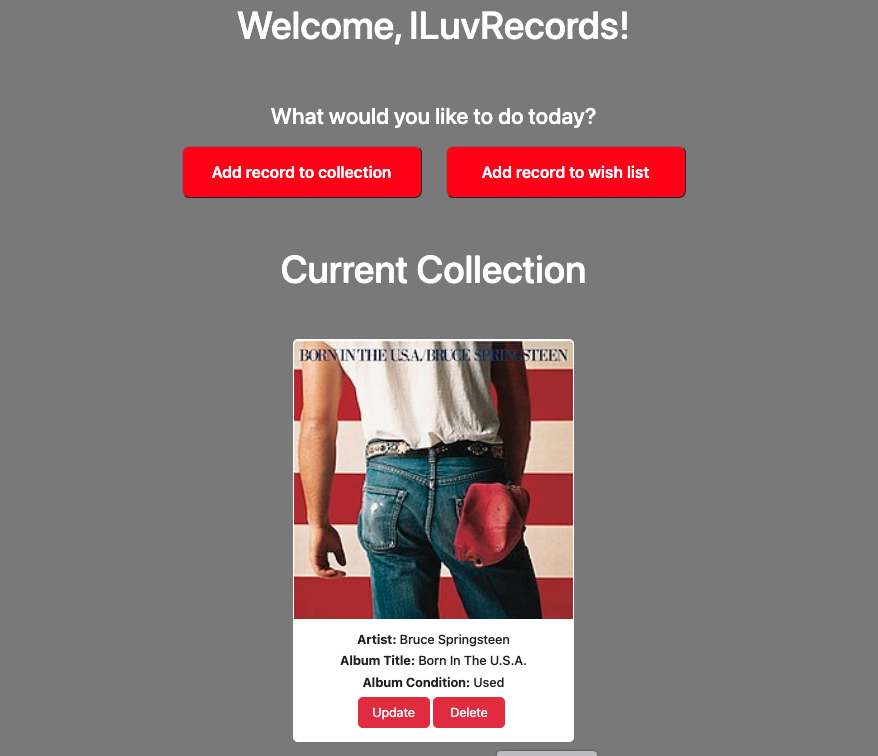 Welcome, ILuvRecords!
What would you like to do today?
Add record to collection
Add record to wish list
Current Collection
BORN IN THE U.S.A./BRUCE SPRINGSTEEN
Artist: Bruce Springsteen
Album Title: Born In The U.S.A.
Album Condition: Used
Update
Delete